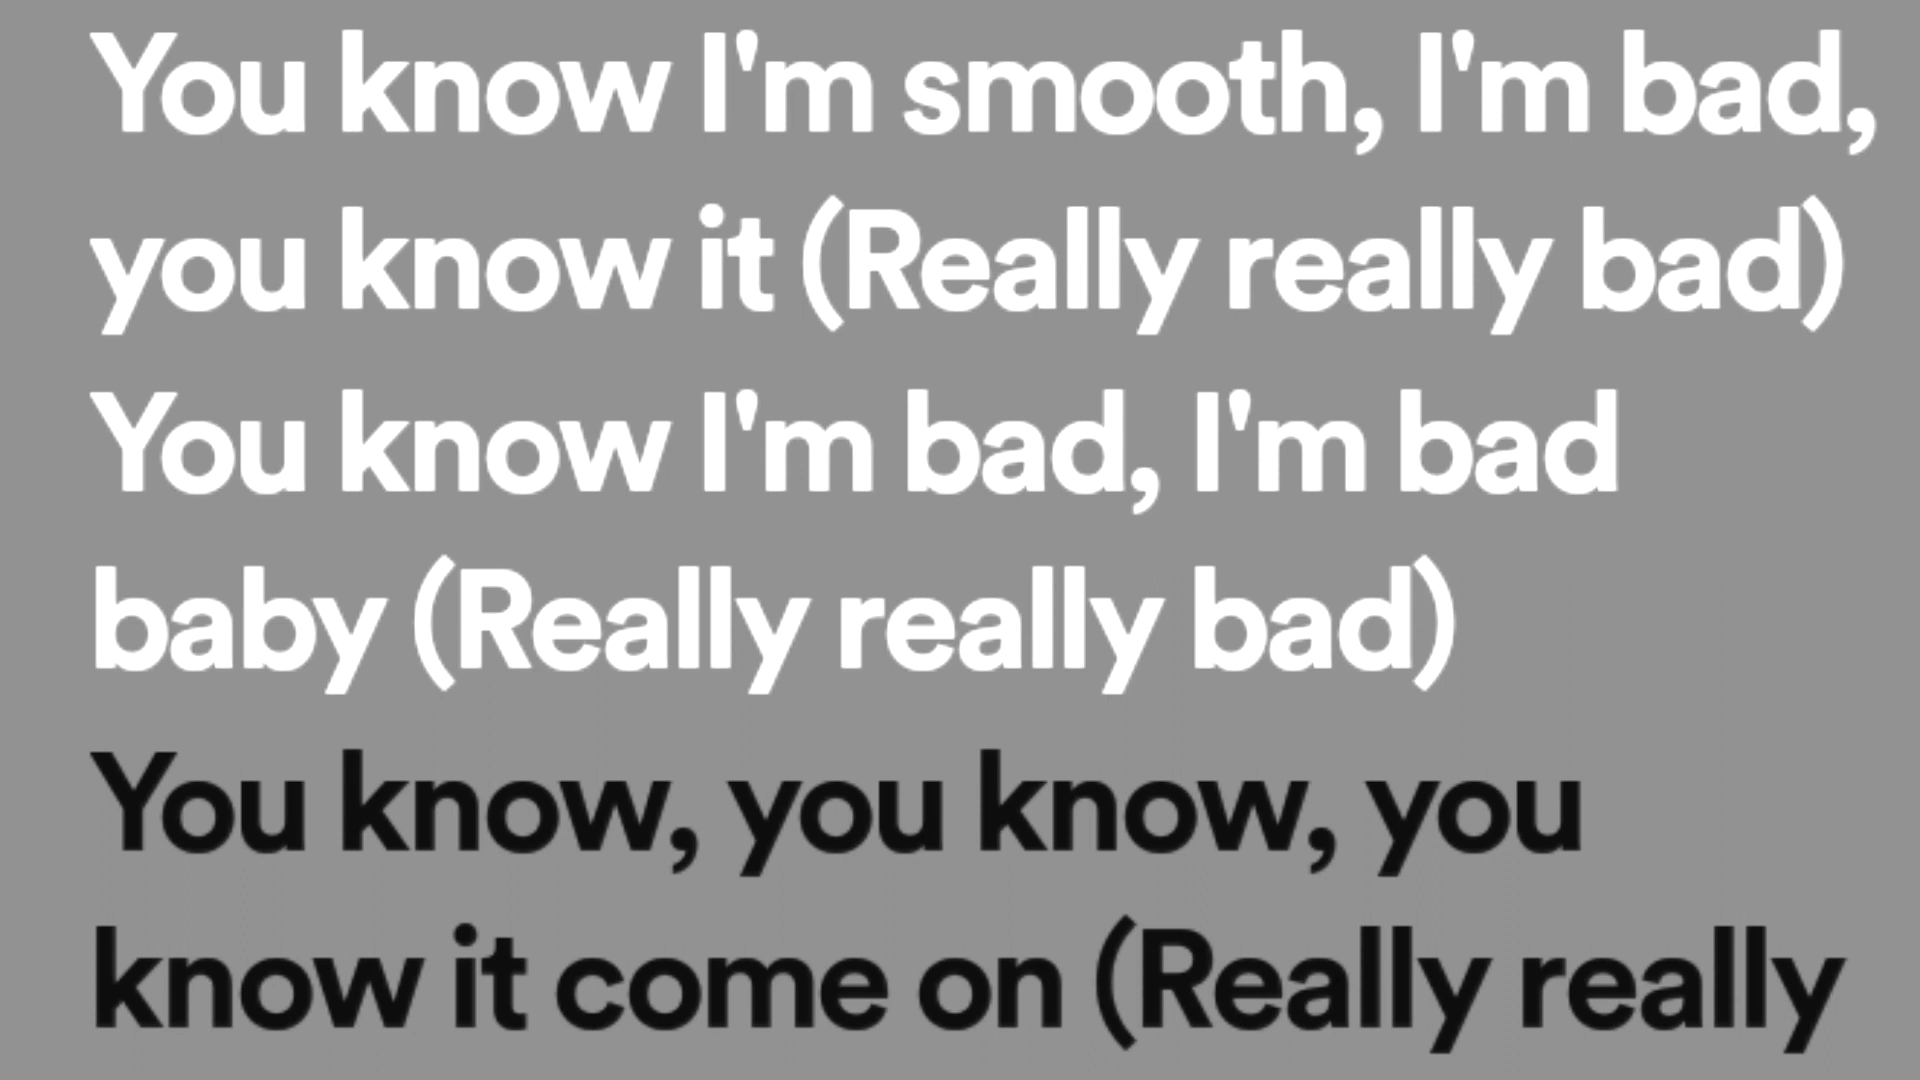 You know I'm smooth, I'm bad,
you know it (Really really bad)
You know I'm bad, I'm bad
baby (Really really bad)
You know, you know, you
know it come on (Really really